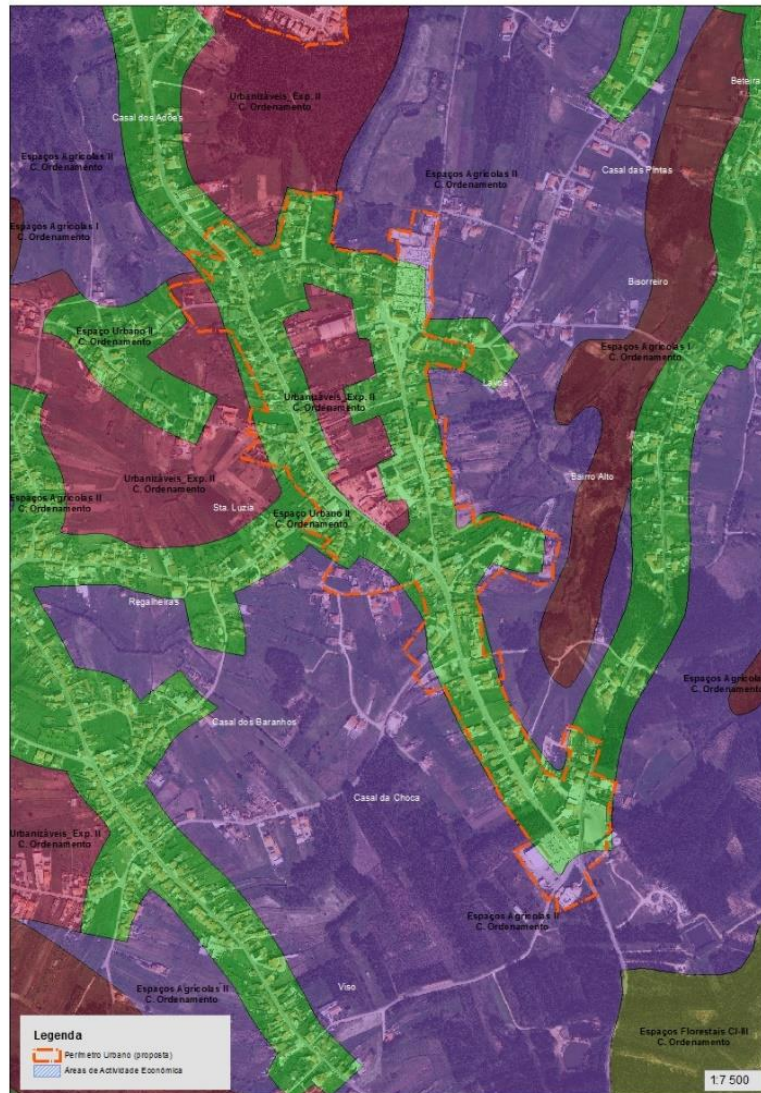 Beteira
Urbanizáveis_Exp. II
C. Ordenamento
Casal dos Adões
Espaços Agrícolas II
C. Ordenamento
Espaços Agrícolas II
C. Ordenamento
Casal das Pintas
Espaços Agrícolas I
C. Ordenamento
Bisorreiro
Espaço Urbano II
C. Ordenamento
Espaços Agrícolas I
C. Ordenamento
Lavos
Urbanizáveis_Exp. II
C. Ordenamento
Urbanizáveis_Exp. II
C. Ordenamento
Bairro Alto
Espaços Agrícolas II
C. Ordenamento
Sta. Luzia
Espaço Urbano II
C. Ordenamento
Regalheiras
Espaços Agrícolas
C. Ordenamento
Casal dos Baranhos
Casal da Choca
Urbanizáveis_Exp. II
C. Ordenamento
Espaços Agrícolas II
C. Ordenamento
Viso
Espaços Agrícolas II
C. Ordenamento
Espaços Florestais CI-III
C. Ordenamento
Legenda
Perímetro Urbano (proposta)
Áreas de Actividade Económica
1:7 500